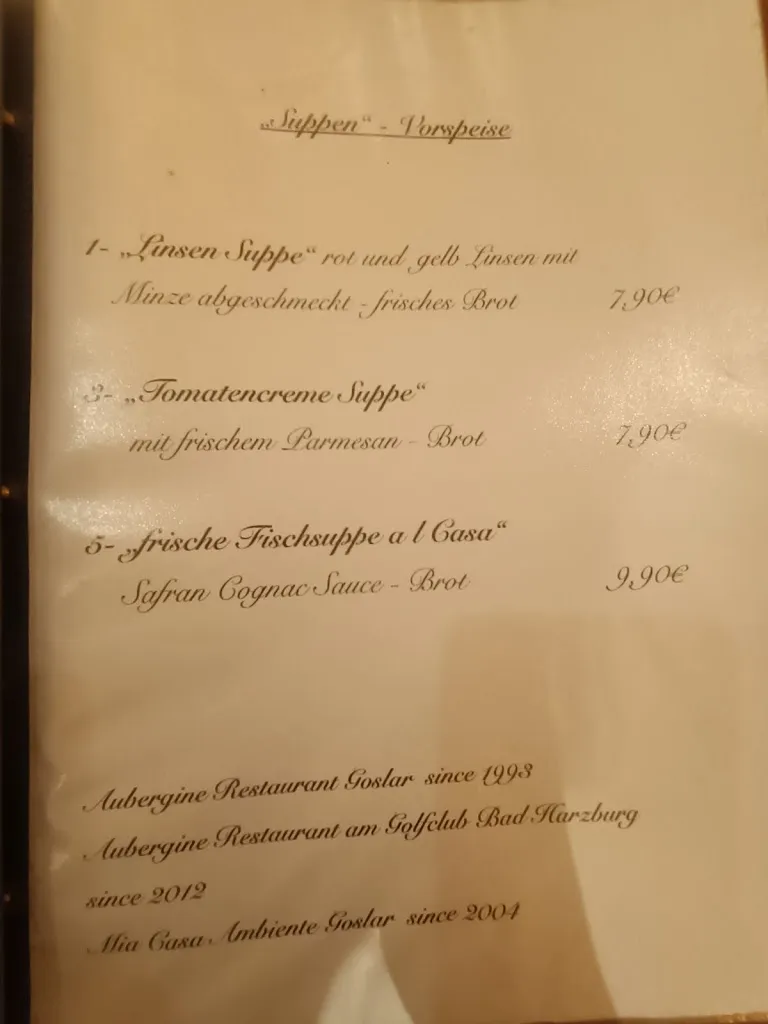 „Suppen“ - Vorspeise
1- „Linsen Suppe“ rot und gelb Linsen mit
Minze abgeschmeckt - frisches Brot 7,90€
3- „Tomatencreme Suppe“
mit frischem Parmesan - Brot 7,90€
5- „frische Fischsuppe a l Casa“
Safran Cognac Sauce - Brot 9,90€
Aubergine Restaurant Goslar since 1993
Aubergine Restaurant am Golfclub Bad Harzburg
since 2012
Mia Casa Ambiente Goslar since 2004